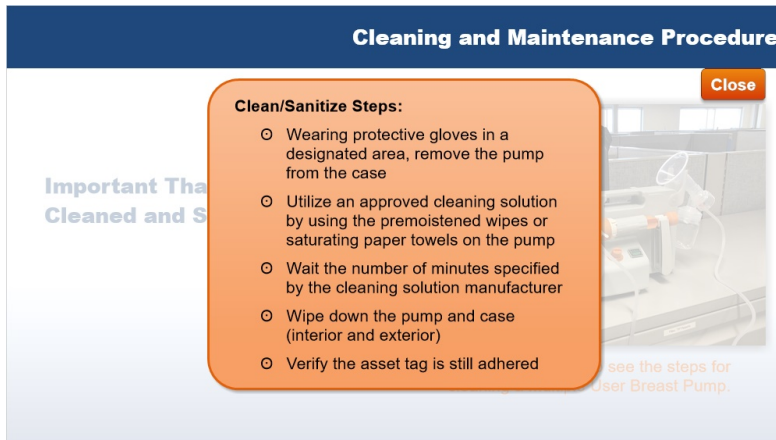 Cleaning and Maintenance Procedure
Close
Clean/Sanitize Steps:
Wearing protective gloves in a
designated area, remove the pump
from the case
Utilize an approved cleaning solution
by using the premoistened wipes or
saturating paper towels on the pump
Wait the number of minutes specified
by the cleaning solution manufacturer
Wipe down the pump and case
(interior and exterior)
Verify the asset tag is still adhered
Important Tha
Cleaned and S
see the steps for
User Breast Pump.